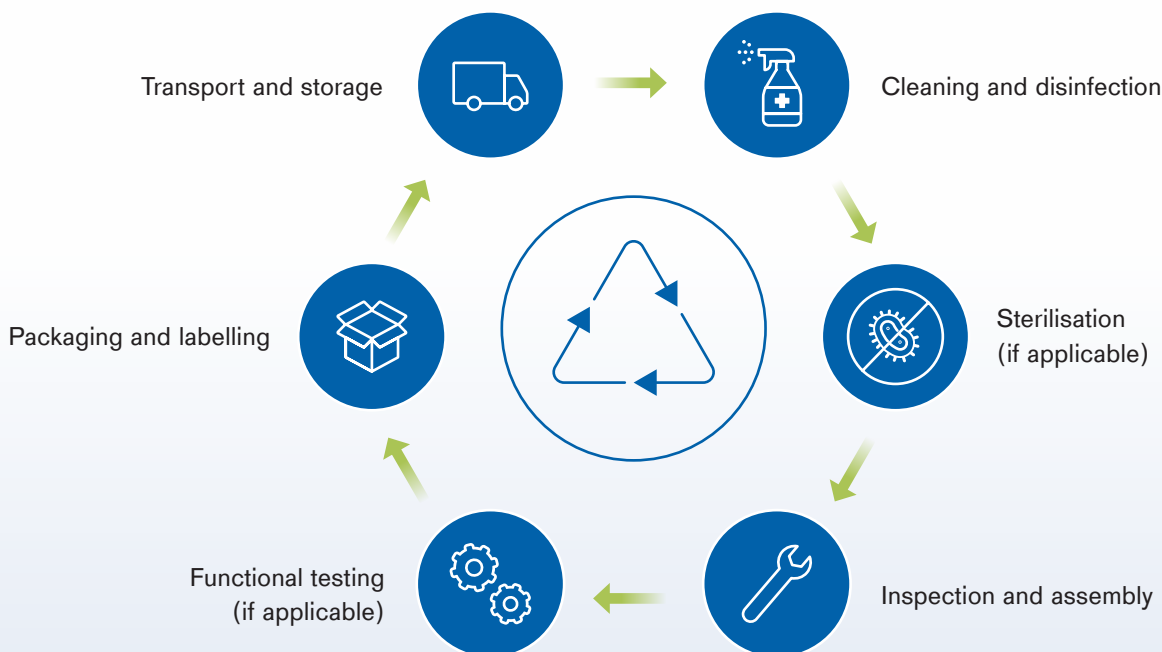 Transport and storage
Cleaning and disinfection
Packaging and labelling
Sterilisation
(if applicable)
Functional testing
(if applicable)
Inspection and assembly